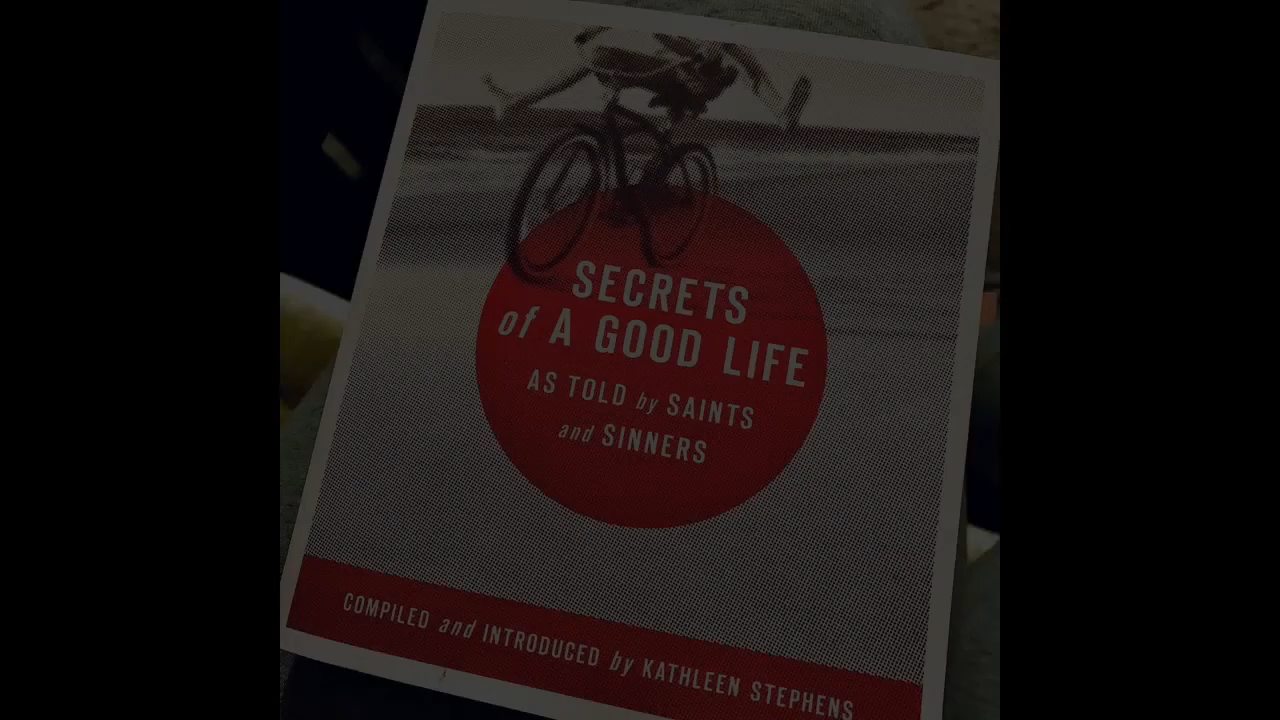 SECRETS
of A GOOD LIFE
AS TOLD by SAINTS
and SINNERS
COMPILED and INTRODUCED by KATHLEEN STEPHENS